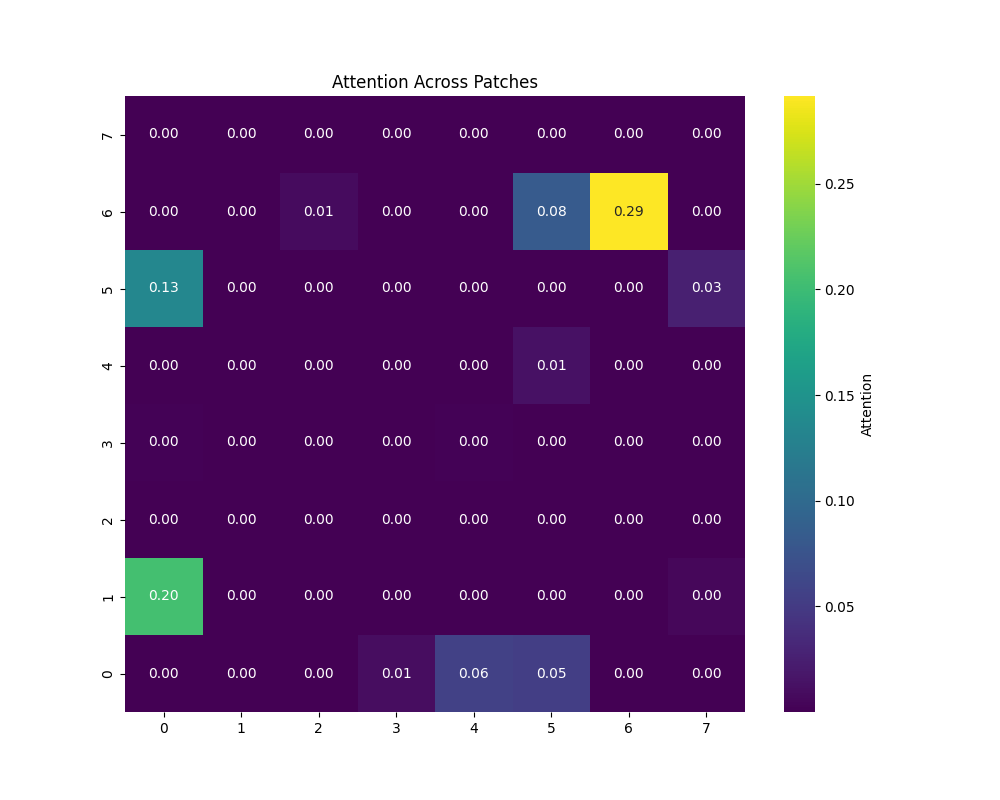 Attention Across Patches
7 0.00 0.00 0.00 0.00 0.00 0.00 0.00 0.00
6 0.00 0.00 0.01 0.00 0.00 0.08 0.29 0.00
5 0.13 0.00 0.00 0.00 0.00 0.00 0.00 0.03
4 0.00 0.00 0.00 0.00 0.00 0.01 0.00 0.00
3 0.00 0.00 0.00 0.00 0.00 0.00 0.00 0.00
2 0.00 0.00 0.00 0.00 0.00 0.00 0.00 0.00
1 0.20 0.00 0.00 0.00 0.00 0.00 0.00 0.00
0 0.00 0.00 0.00 0.01 0.06 0.05 0.00 0.00
0 1 2 3 4 5 6 7
0.25
0.20
0.15
0.10
0.05
Attention